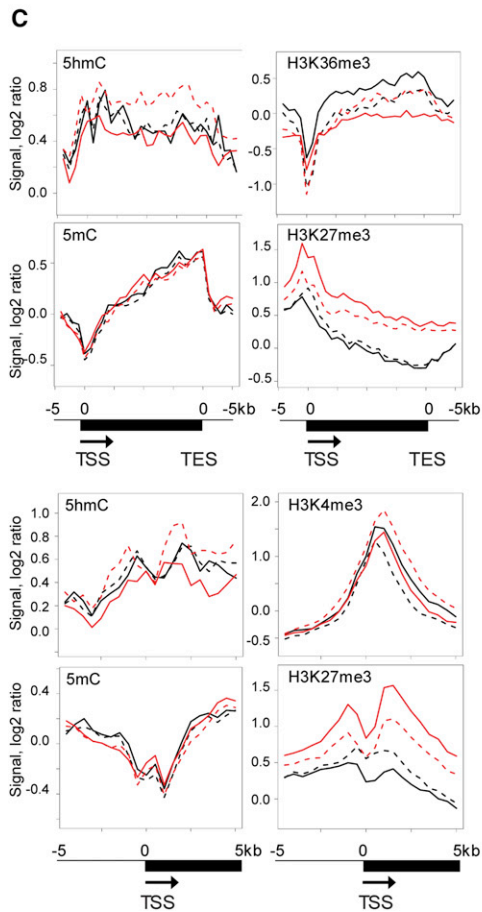 C
5hmC
Signal, log2 ratio
0.8
0.4
0.0
H3K36me3
0.5
0.0
-0.5
-1.0
5mC
Signal, log2 ratio
0.5
0.0
-0.5
H3K27me3
1.5
1.0
0.5
0.0
-0.5
-5 0 0 -5kb
TSS TES
-5 0 0 -5kb
TSS TES
5hmC
Signal, log2 ratio
1.0
0.8
0.6
0.4
0.2
0.0
H3K4me3
2.0
1.0
0.0
-0.5
5mC
Signal, log2 ratio
0.4
0.0
-0.4
H3K27me3
1.5
1.0
0.5
0.0
-5 0 5kb
TSS
-5 0 5kb
TSS